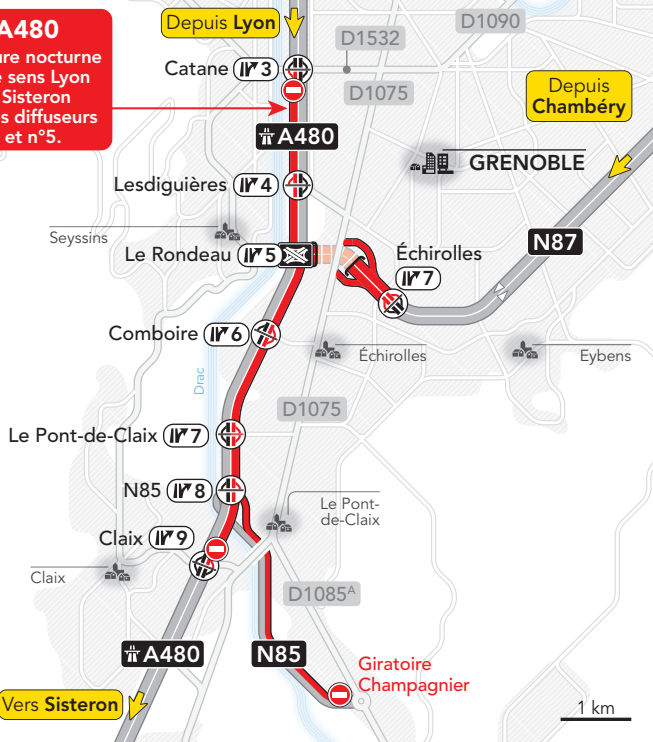 A480
ure nocturne
sens Lyon
Sisteron
s diffuseurs
et n°5.
Depuis Lyon
D1532
D1090
Catane 3
D1075
Depuis
Chambéry
A480
GRENOBLE
Lesdiguières 4
Seyssins
N87
Le Rondeau 5
Échirolles
7
Comboire 6
Échirolles
Eybens
Drac
D1075
Le Pont-de-Claix 7
N85 8
Le Pont-
de-Claix
Claix 9
Claix
D1085ᴬ
A480
N85
Giratoire
Champagnier
Vers Sisteron
1 km